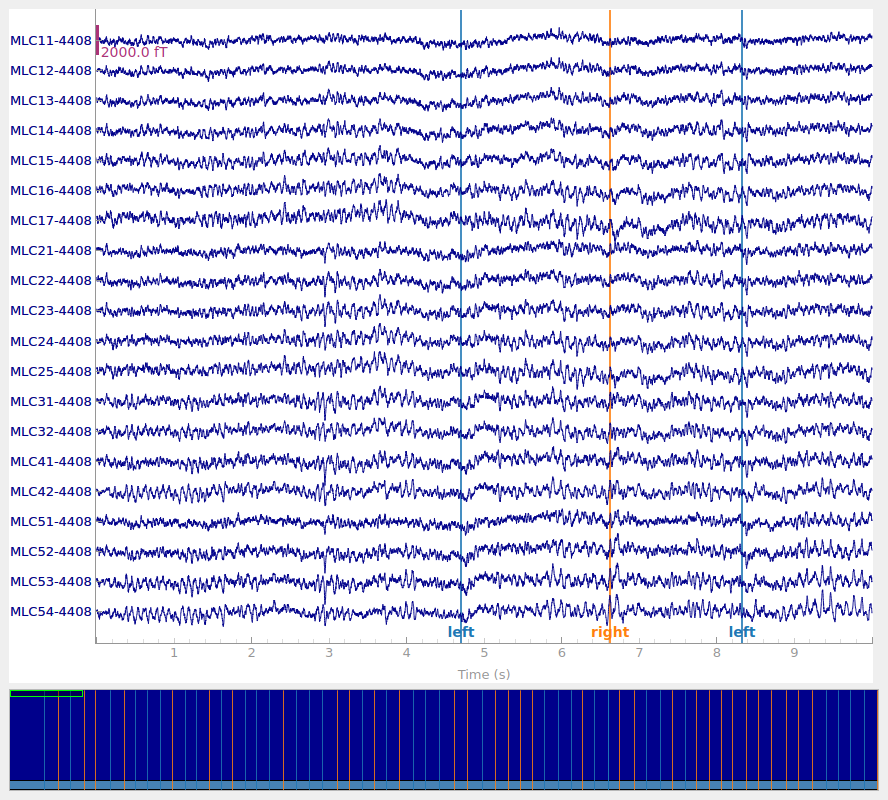 MLC11-4408
2000.0 fT
MLC12-4408
MLC13-4408
MLC14-4408
MLC15-4408
MLC16-4408
MLC17-4408
MLC21-4408
MLC22-4408
MLC23-4408
MLC24-4408
MLC25-4408
MLC31-4408
MLC32-4408
MLC41-4408
MLC42-4408
MLC51-4408
MLC52-4408
MLC53-4408
MLC54-4408
left right left
1 2 3 4 5 6 7 8 9
Time (s)